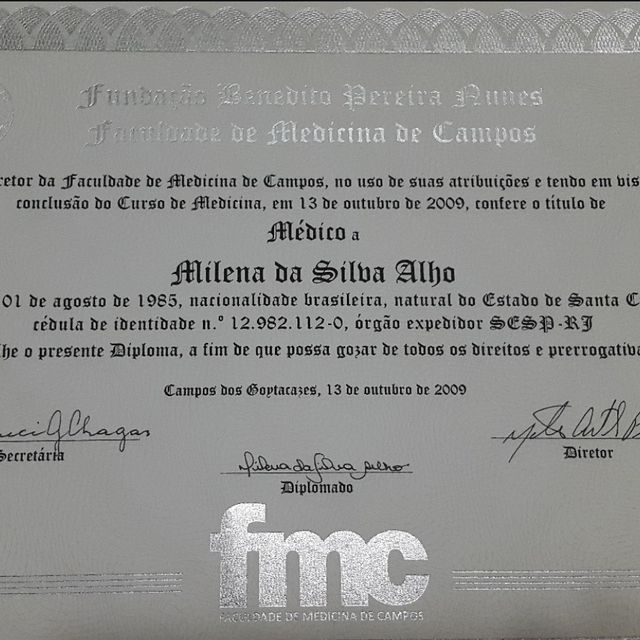 Fundação Benedito Pereira Nunes
Faculdade de Medicina de Campos
retor da Faculdade de Medicina de Campos, no uso de suas atribuições e tendo em vis
conclusão do Curso de Medicina, em 13 de outubro de 2009, confere o título de
Médico a
Milena da Silva Alho
01 de agosto de 1985, nacionalidade brasileira, natural do Estado de Santa C
cédula de identidade n.º 12.982.112-0, órgão expedidor SESP-RJ
lhe o presente Diploma, a fim de que possa gozar de todos os direitos e prerrogativa
Campos dos Goytacazes, 13 de outubro de 2009
Chagas
Secretária
Milena da Silva Alho
Diplomado
Diretor
fmc
FACULDADE DE MEDICINA DE CAMPOS